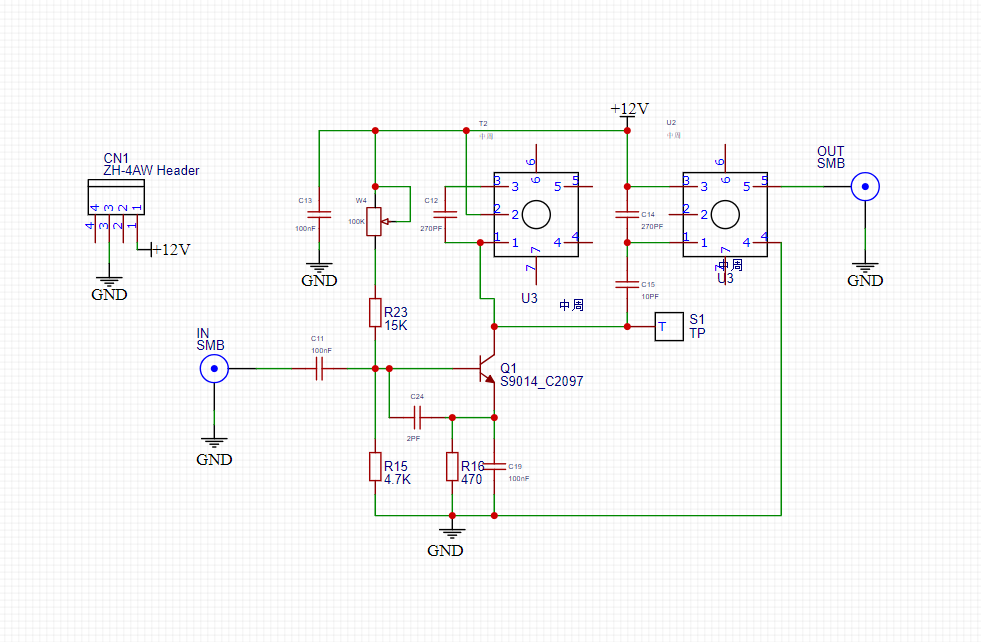 +12V
T2
中周
U2
中周
OUT
SMB
CN1
ZH-4AW Header
6
6
4 3 2 1
4 3 2 1
3 3 5 5
3 3 5 5
C13
100nF
W4
100K
C12
270PF
2 2
C14
270PF
2 2
+12V
1 1 4 4
1 1 4 4
7
7
7
7
中周
U3
GND
GND
GND
C15
10PF
U3
中周
R23
15K
T
S1
TP
IN
SMB
C11
100nF
Q1
S9014_C2097
C24
2PF
GND
R15
4.7K
R16
470
C19
100nF
GND